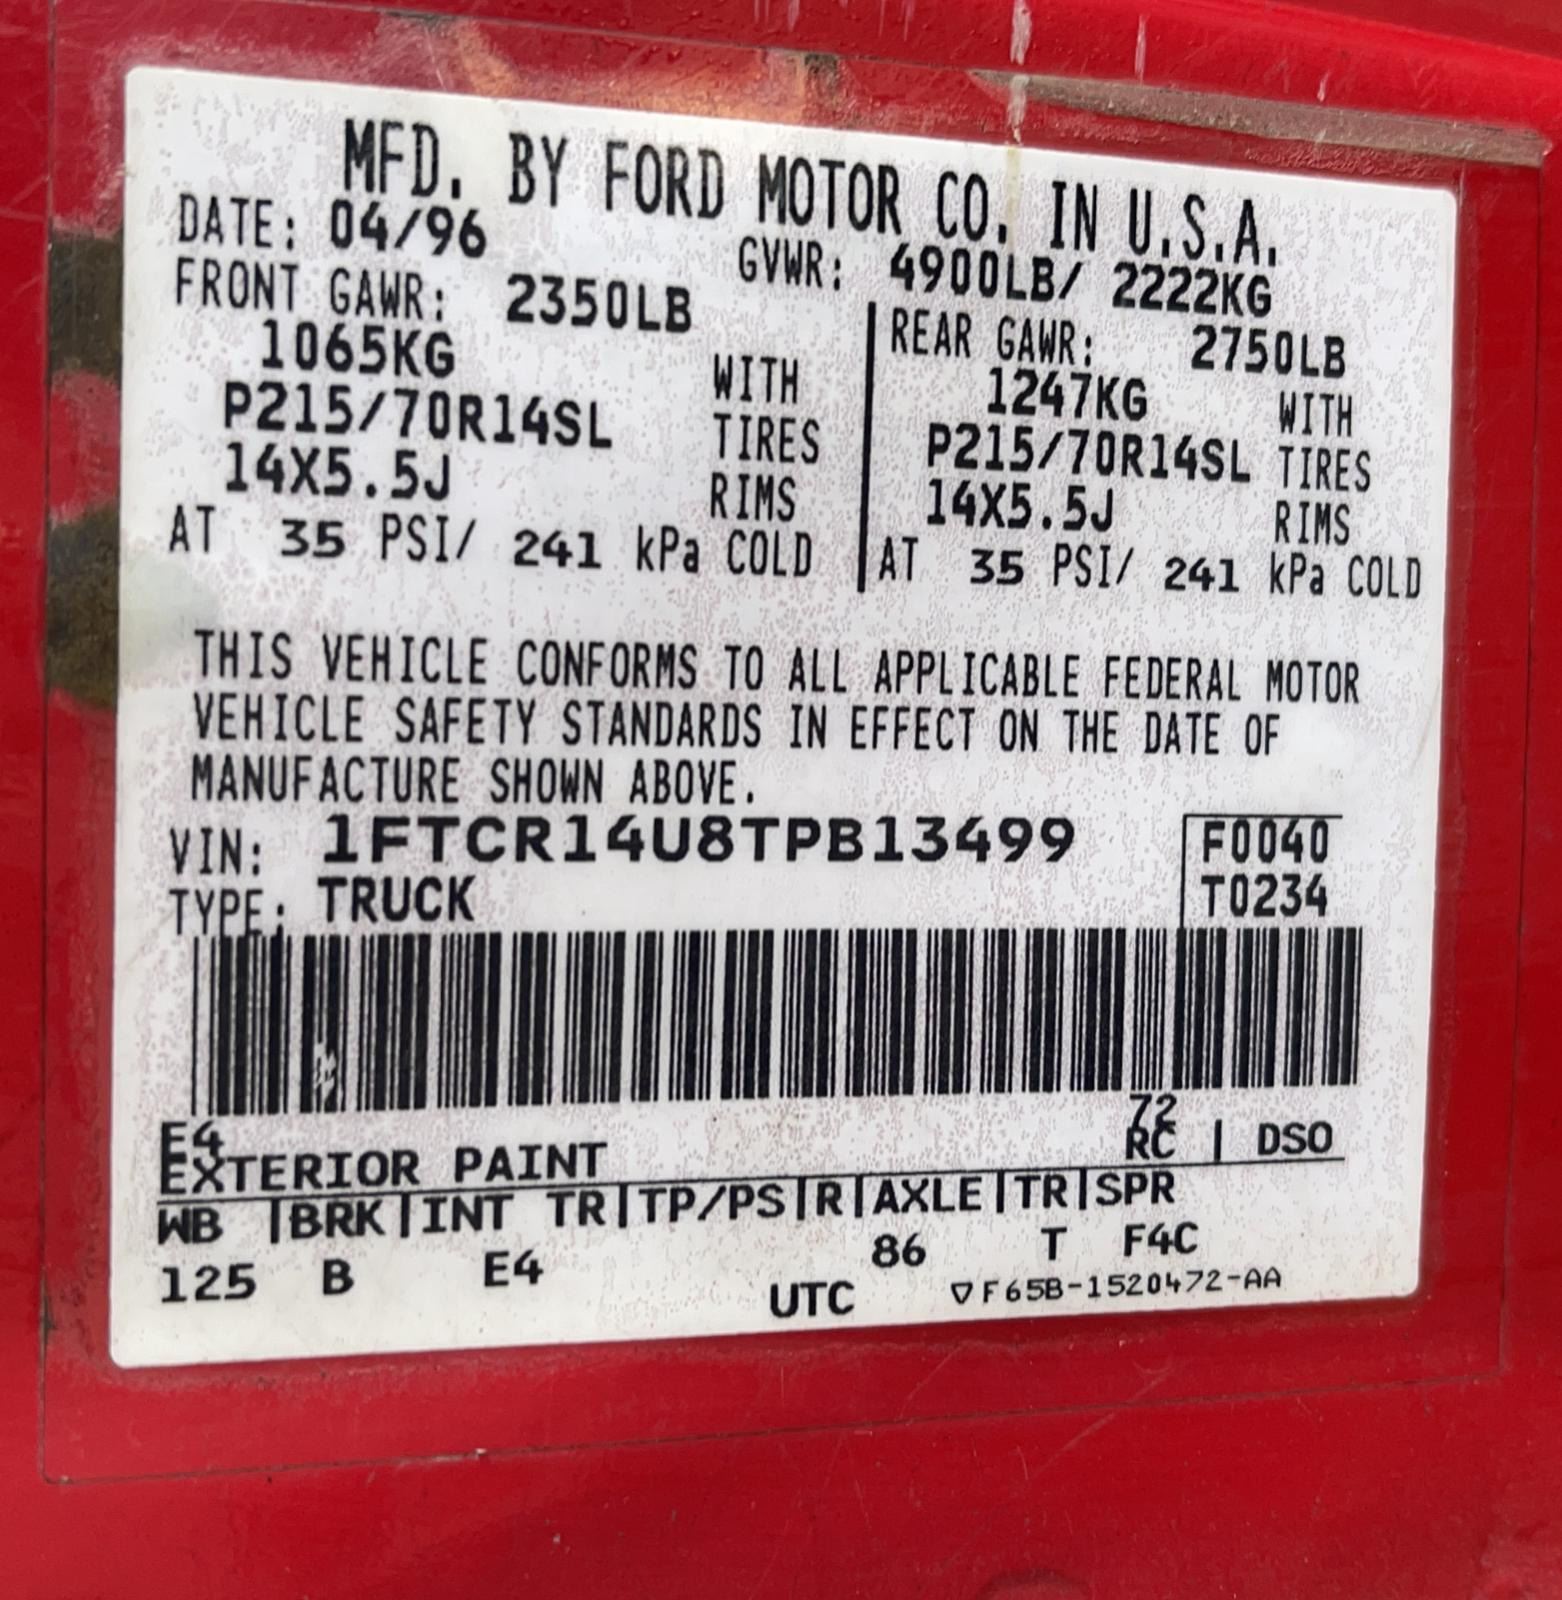 MFD. BY FORD MOTOR CO. IN U.S.A.
DATE: 04/96 GVWR: 4900LB/ 2222KG
FRONT GAWR: 2350LB REAR GAWR: 2750LB
1065KG WITH 1247KG WITH
P215/70R14SL TIRES P215/70R14SL TIRES
14X5.5J RIMS 14X5.5J RIMS
AT 35 PSI/ 241 kPa COLD AT 35 PSI/ 241 kPa COLD
THIS VEHICLE CONFORMS TO ALL APPLICABLE FEDERAL MOTOR
VEHICLE SAFETY STANDARDS IN EFFECT ON THE DATE OF
MANUFACTURE SHOWN ABOVE.
VIN: 1FTCR14U8TPB13499 F0040
TYPE: TRUCK T0234
E4 72
EXTERIOR PAINT RC | DSO
WB |BRK|INT TR|TP/PS|R|AXLE|TR|SPR
125 B E4 86 T F4C
UTC ▽F65B-1520472-AA